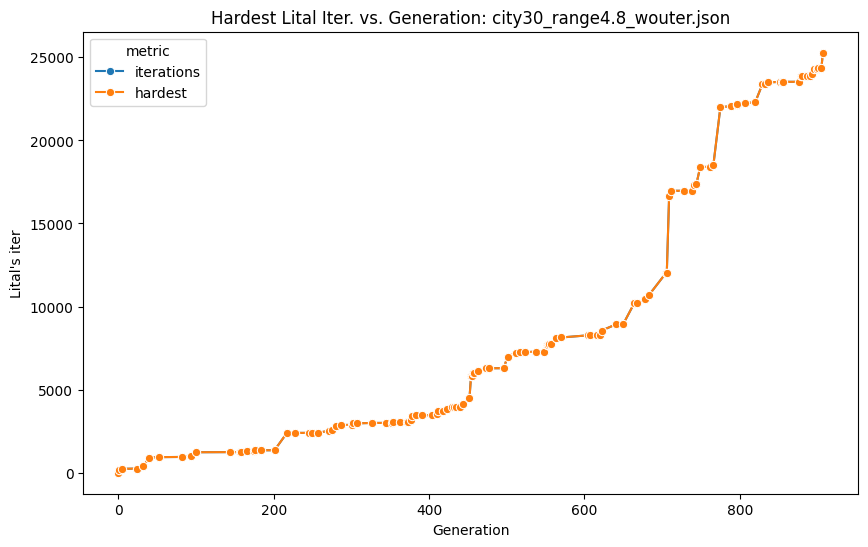 Hardest Lital Iter. vs. Generation: city30_range4.8_wouter.json
metric
iterations
hardest
25000
20000
15000
10000
5000
0
Lital's iter
0 200 400 600 800
Generation